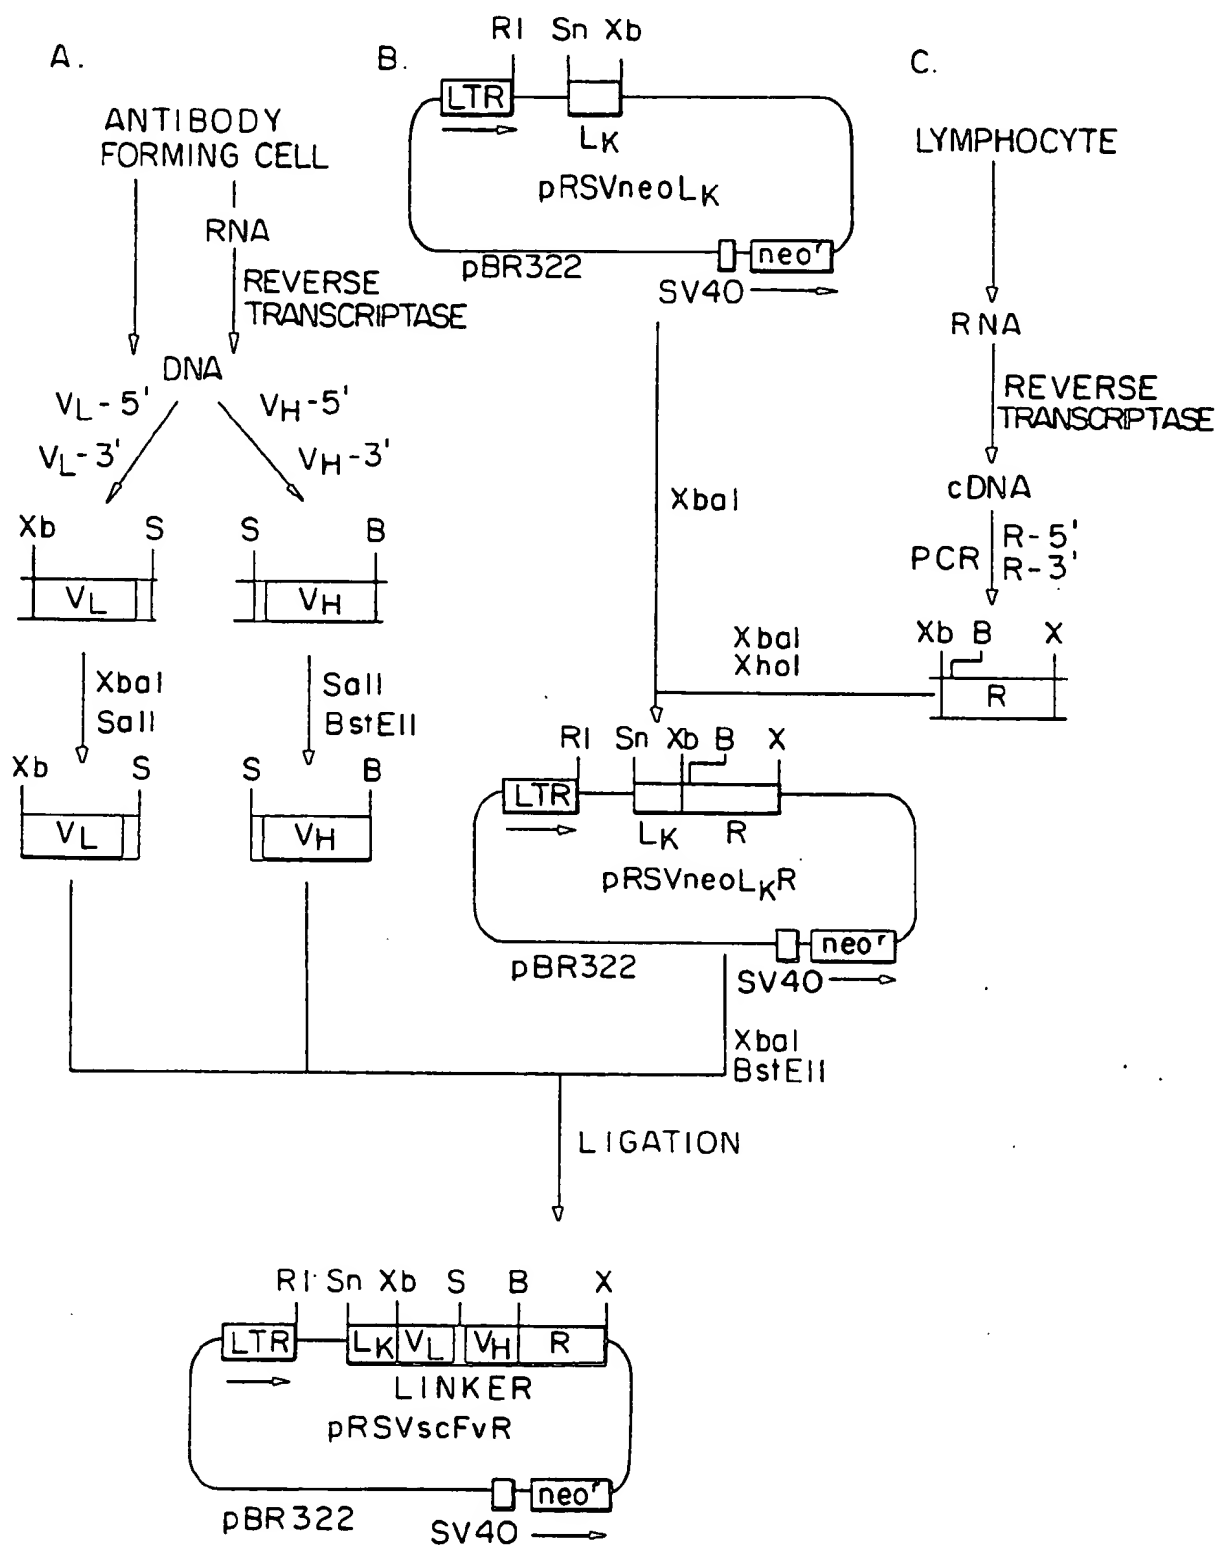 A.
ANTIBODY
FORMING CELL
RNA
REVERSE
TRANSCRIPTASE
DNA
VL-5'
VH-5'
VL-3'
VH-3'
Xb S
VL
S B
VH
XbaI
SalI
SalI
BstEII
Xb S
VL
S B
VH
B.
RI Sn Xb
LTR
LK
pRSVneoLK
pBR322
neor
SV40
XbaI
C.
LYMPHOCYTE
RNA
REVERSE
TRANSCRIPTASE
cDNA
PCR
R-5'
R-3'
Xb B X
R
XbaI
XhoI
RI Sn Xb B X
LTR
LK R
pRSVneoLKR
pBR322
neor
SV40
XbaI
BstEII
LIGATION
RI Sn Xb S B X
LTR
LK VL VH R
LINKER
pRSVscFvR
pBR322
neor
SV40